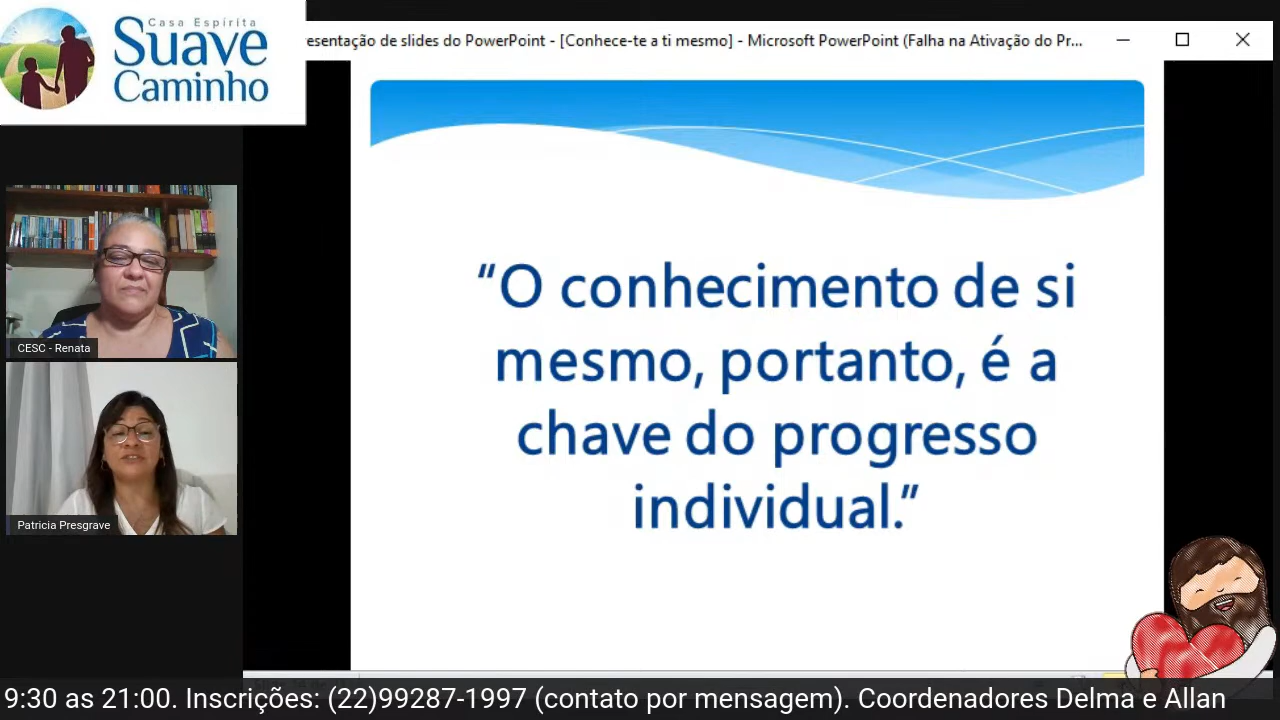 Casa Espírita
Suave
Caminho
resentação de slides do PowerPoint - [Conhece-te a ti mesmo] - Microsoft PowerPoint (Falha na Ativação do Pr...
CESC - Renata
Patricia Presgrave
“O conhecimento de si
mesmo, portanto, é a
chave do progresso
individual.”
9:30 as 21:00. Inscrições: (22)99287-1997 (contato por mensagem). Coordenadores Delma e Allan